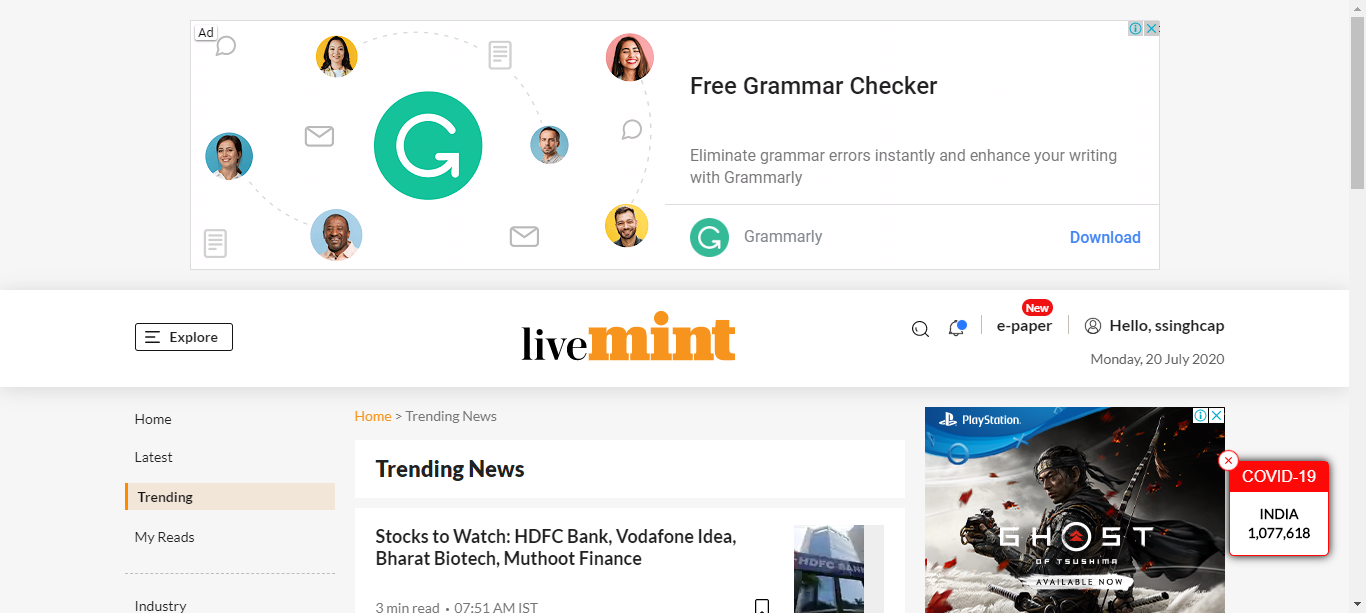 Ad
Free Grammar Checker
Eliminate grammar errors instantly and enhance your writing
with Grammarly
Grammarly
Download
Explore
livemint
New
e-paper
Hello, ssinghcap
Monday, 20 July 2020
Home
Latest
Trending
My Reads
Industry
Home > Trending News
Trending News
Stocks to Watch: HDFC Bank, Vodafone Idea,
Bharat Biotech, Muthoot Finance
3 min read • 07:51 AM IST
HDFC BANK
PlayStation.
GHOST
OF TSUSHIMA
AVAILABLE NOW
COVID-19
INDIA
1,077,618